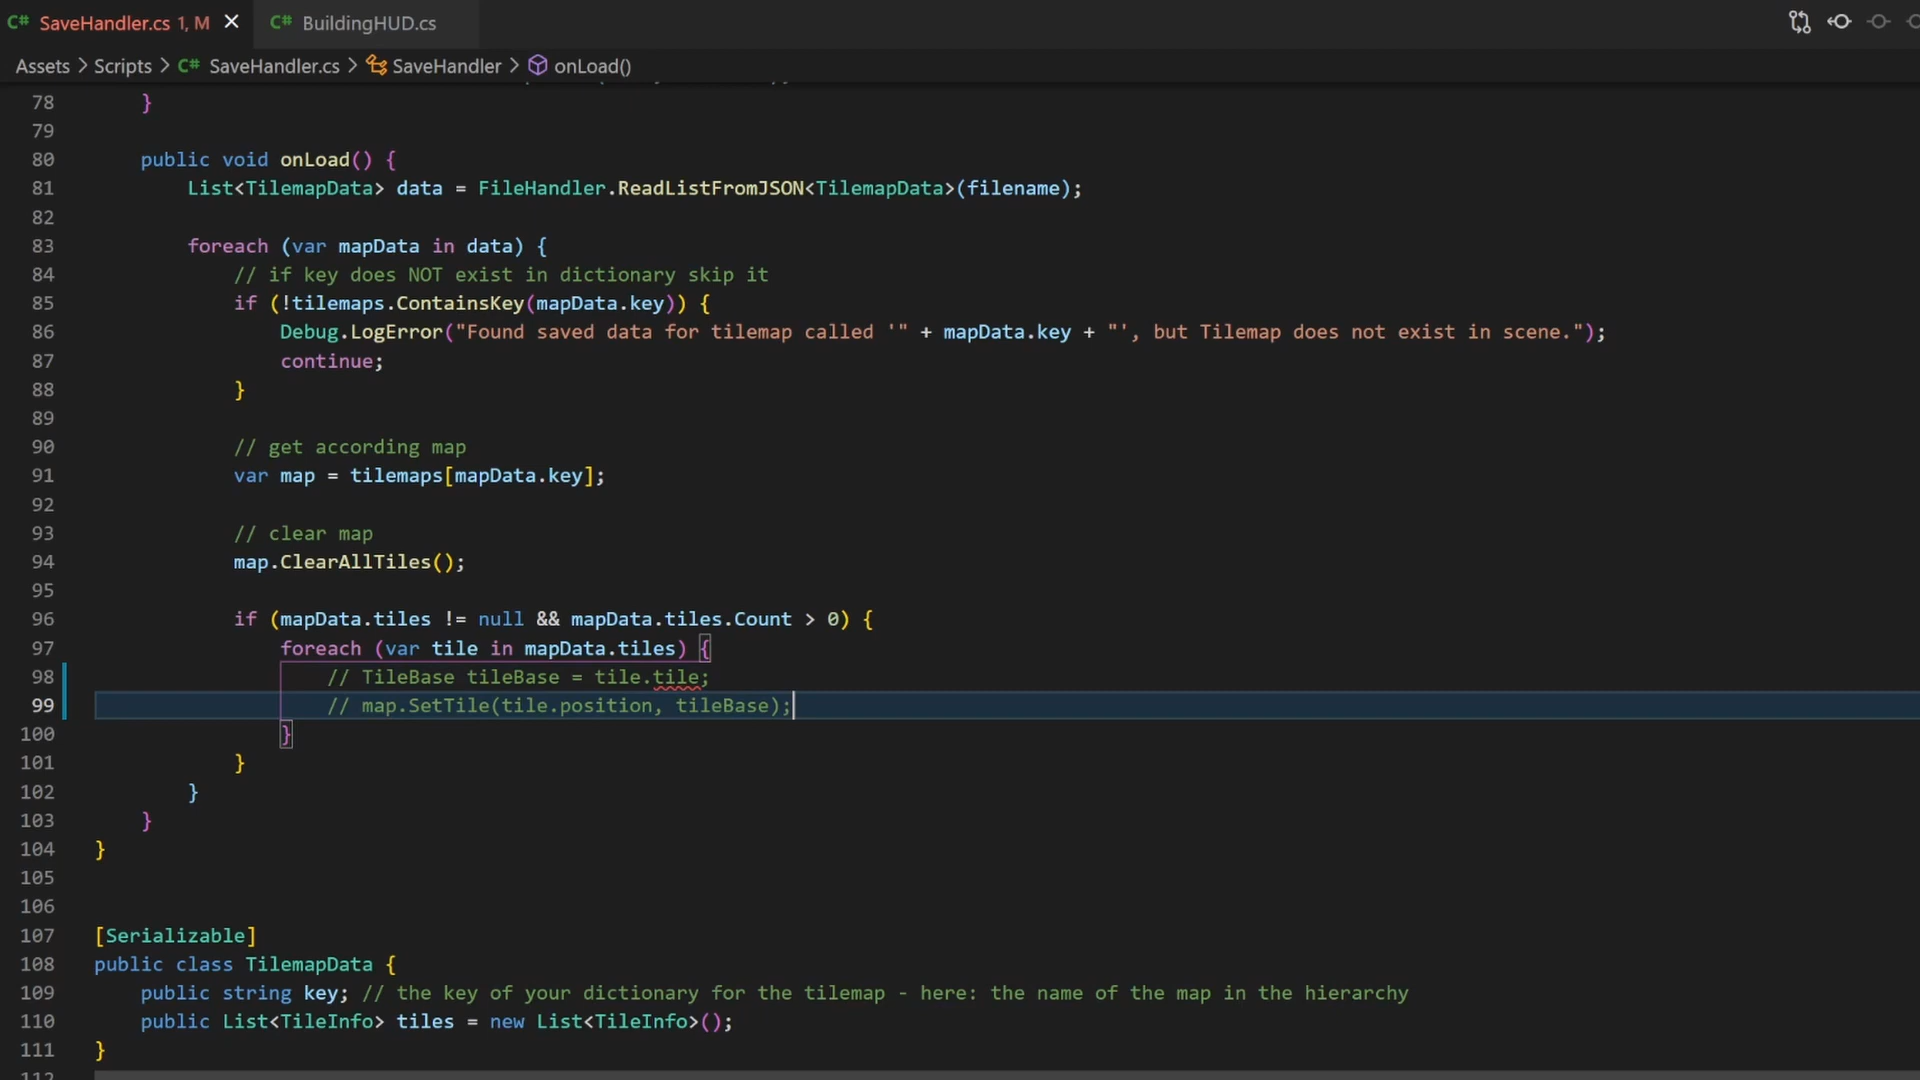 C# SaveHandler.cs 1, M × C# BuildingHUD.cs
Assets > Scripts > C# SaveHandler.cs > SaveHandler > onLoad()
78 }
79
80 public void onLoad() {
81 List<TilemapData> data = FileHandler.ReadListFromJSON<TilemapData>(filename);
82
83 foreach (var mapData in data) {
84 // if key does NOT exist in dictionary skip it
85 if (!tilemaps.ContainsKey(mapData.key)) {
86 Debug.LogError("Found saved data for tilemap called '" + mapData.key + "', but Tilemap does not exist in scene.");
87 continue;
88 }
89
90 // get according map
91 var map = tilemaps[mapData.key];
92
93 // clear map
94 map.ClearAllTiles();
95
96 if (mapData.tiles != null && mapData.tiles.Count > 0) {
97 foreach (var tile in mapData.tiles) {
98 // TileBase tileBase = tile.tile;
99 // map.SetTile(tile.position, tileBase);
100 }
101 }
102 }
103 }
104 }
105
106
107 [Serializable]
108 public class TilemapData {
109 public string key; // the key of your dictionary for the tilemap - here: the name of the map in the hierarchy
110 public List<TileInfo> tiles = new List<TileInfo>();
111 }
112